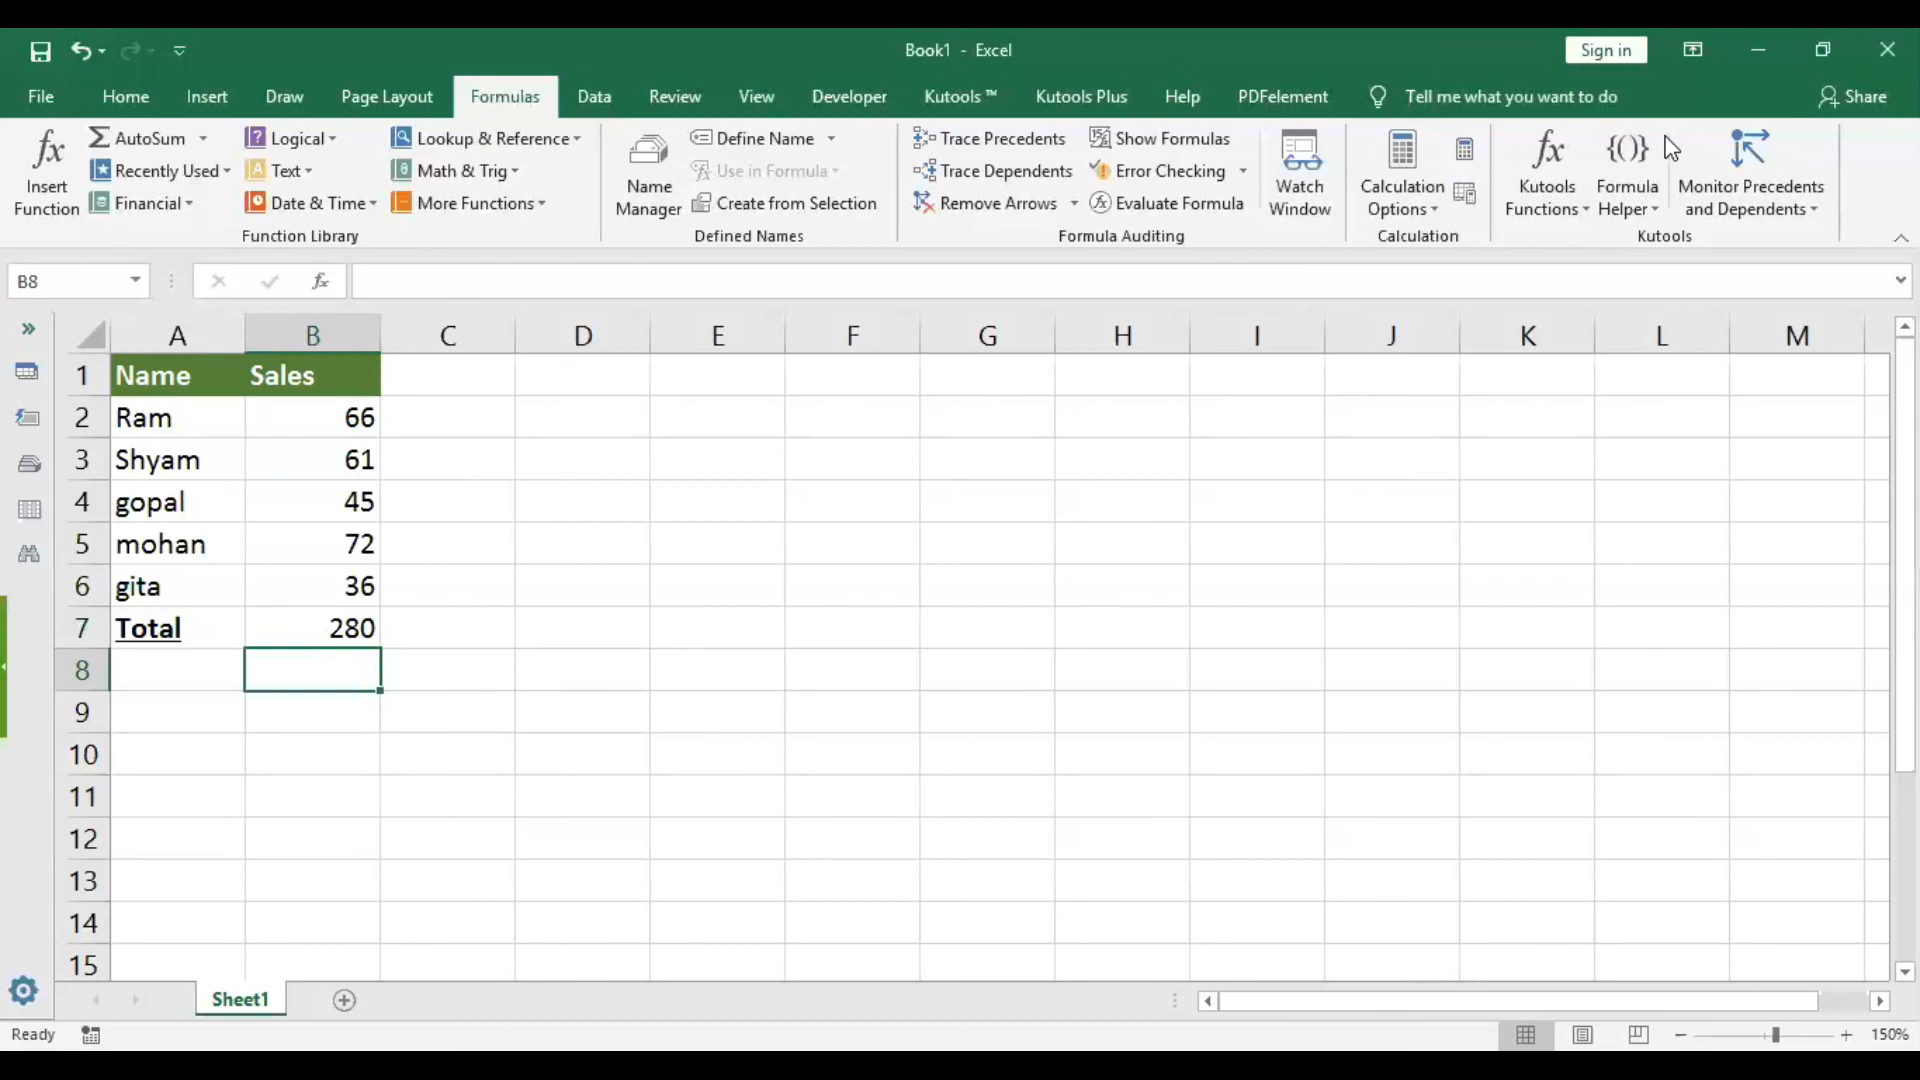 Book1 - Excel
Sign in
File Home Insert Draw Page Layout Formulas Data Review View Developer Kutools ™ Kutools Plus Help PDFelement Tell me what you want to do Share
fx Insert Function
AutoSum
Recently Used
Financial
Logical
Text
Date & Time
Lookup & Reference
Math & Trig
More Functions
Function Library
Name Manager
Define Name
Use in Formula
Create from Selection
Defined Names
Trace Precedents
Trace Dependents
Remove Arrows
Show Formulas
Error Checking
Evaluate Formula
Formula Auditing
Watch Window
Calculation Options
Calculation
fx Kutools Functions
{()} Formula Helper
Monitor Precedents and Dependents
Kutools
B8 fx
A B C D E F G H I J K L M
1 Name Sales
2 Ram 66
3 Shyam 61
4 gopal 45
5 mohan 72
6 gita 36
7 Total 280
8
9
10
11
12
13
14
15
Sheet1
Ready 150%